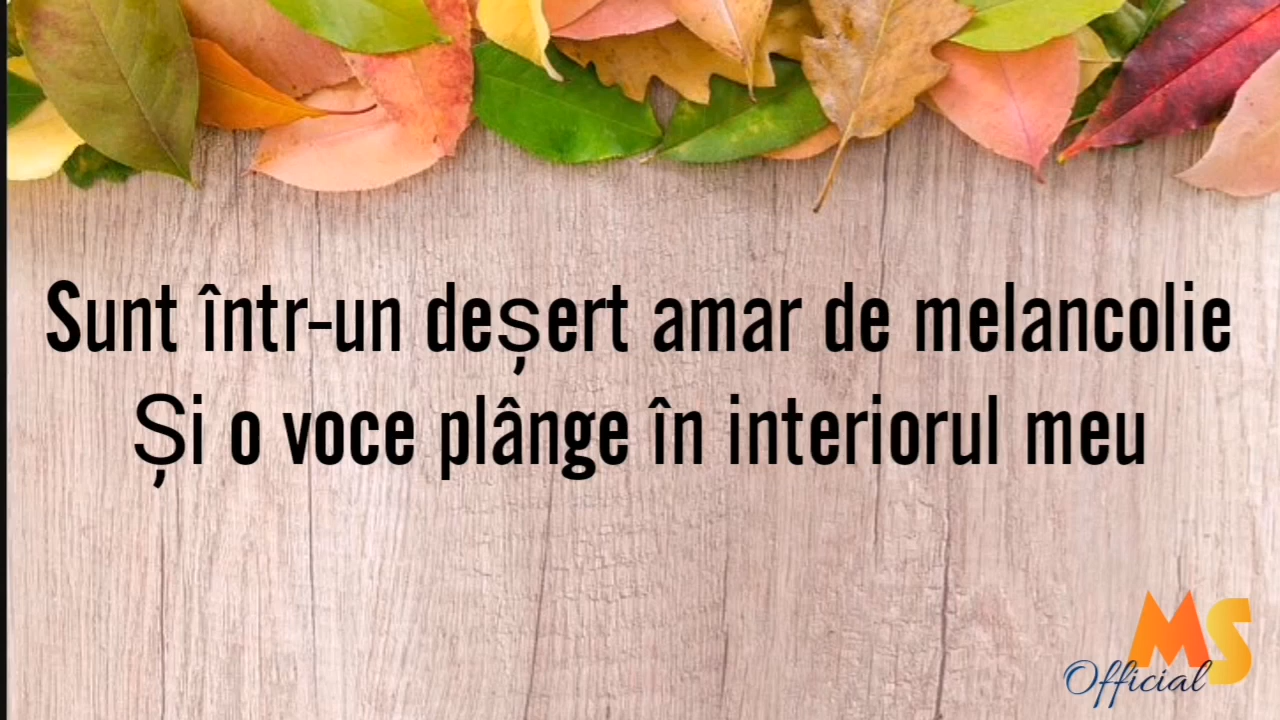 Sunt într-un deșert amar de melancolie
Și o voce plânge în interiorul meu
MS
Official